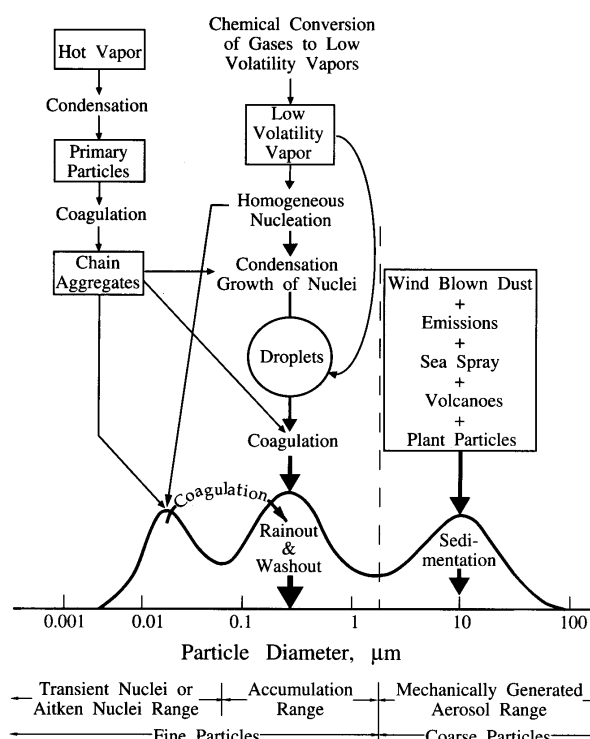 Hot Vapor
Condensation
Primary
Particles
Coagulation
Chain
Aggregates
Chemical Conversion
of Gases to Low
Volatility Vapors
Low
Volatility
Vapor
Homogeneous
Nucleation
Condensation
Growth of Nuclei
Droplets
Coagulation
Wind Blown Dust
+
Emissions
+
Sea Spray
+
Volcanoes
+
Plant Particles
Coagulation
Rainout
&
Washout
Sedi-
mentation
0.001 0.01 0.1 1 10 100
Particle Diameter, μm
Transient Nuclei or
Aitken Nuclei Range
Accumulation
Range
Mechanically Generated
Aerosol Range
Fine Particles
Coarse Particles